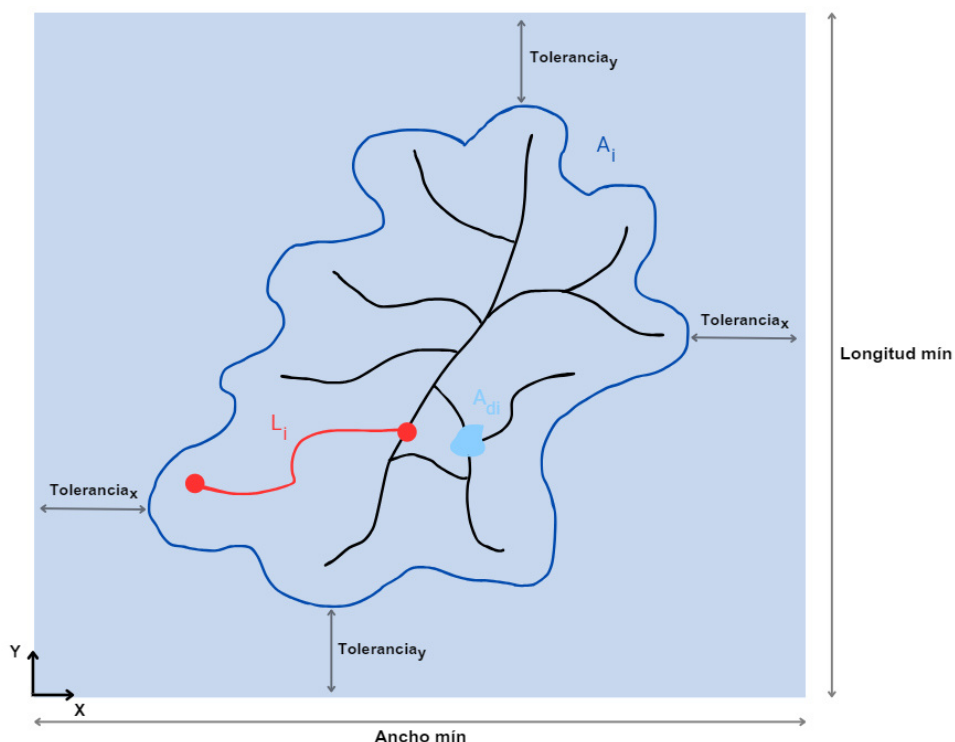 Tolerancia_y
A_i
Tolerancia_x
Longitud mín
A_di
L_i
Tolerancia_x
Tolerancia_y
Y
X
Ancho mín